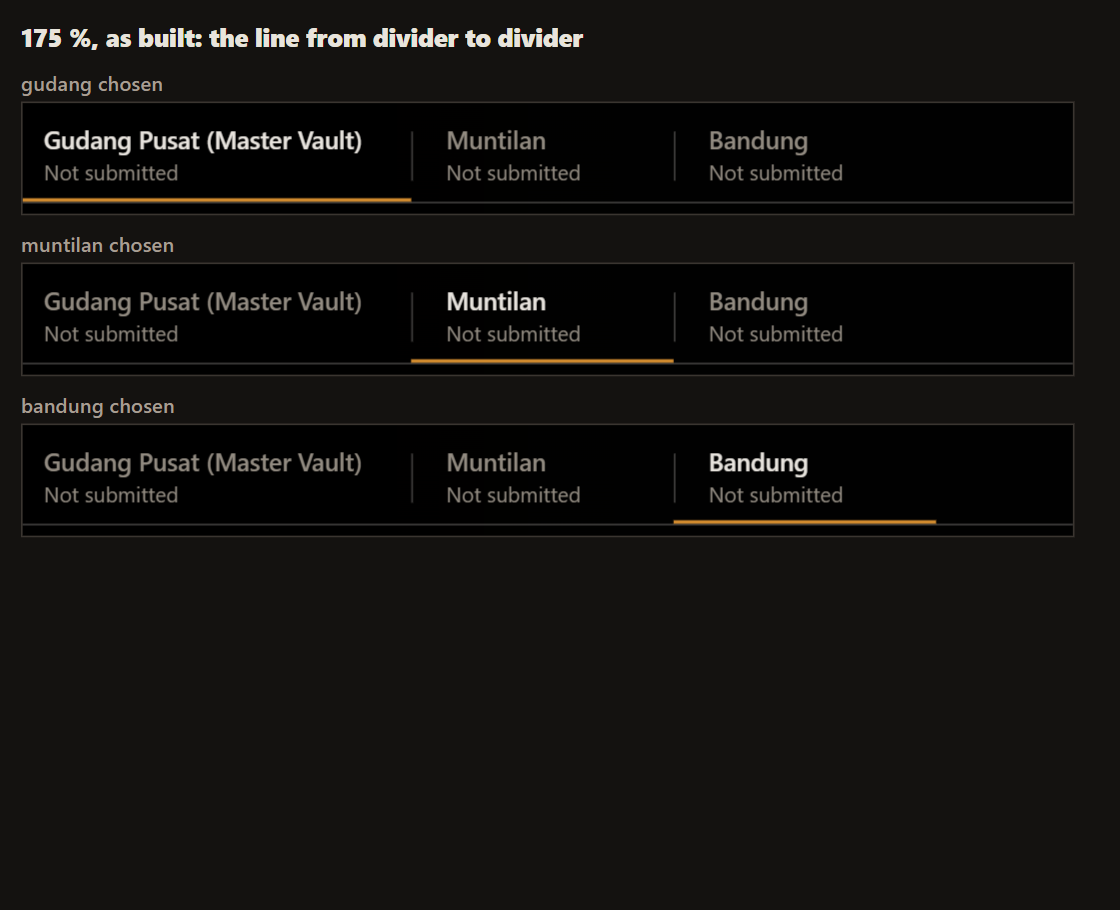 175 %, as built: the line from divider to divider
gudang chosen
Gudang Pusat (Master Vault) Muntilan Bandung
Not submitted Not submitted Not submitted
muntilan chosen
Gudang Pusat (Master Vault) Muntilan Bandung
Not submitted Not submitted Not submitted
bandung chosen
Gudang Pusat (Master Vault) Muntilan Bandung
Not submitted Not submitted Not submitted